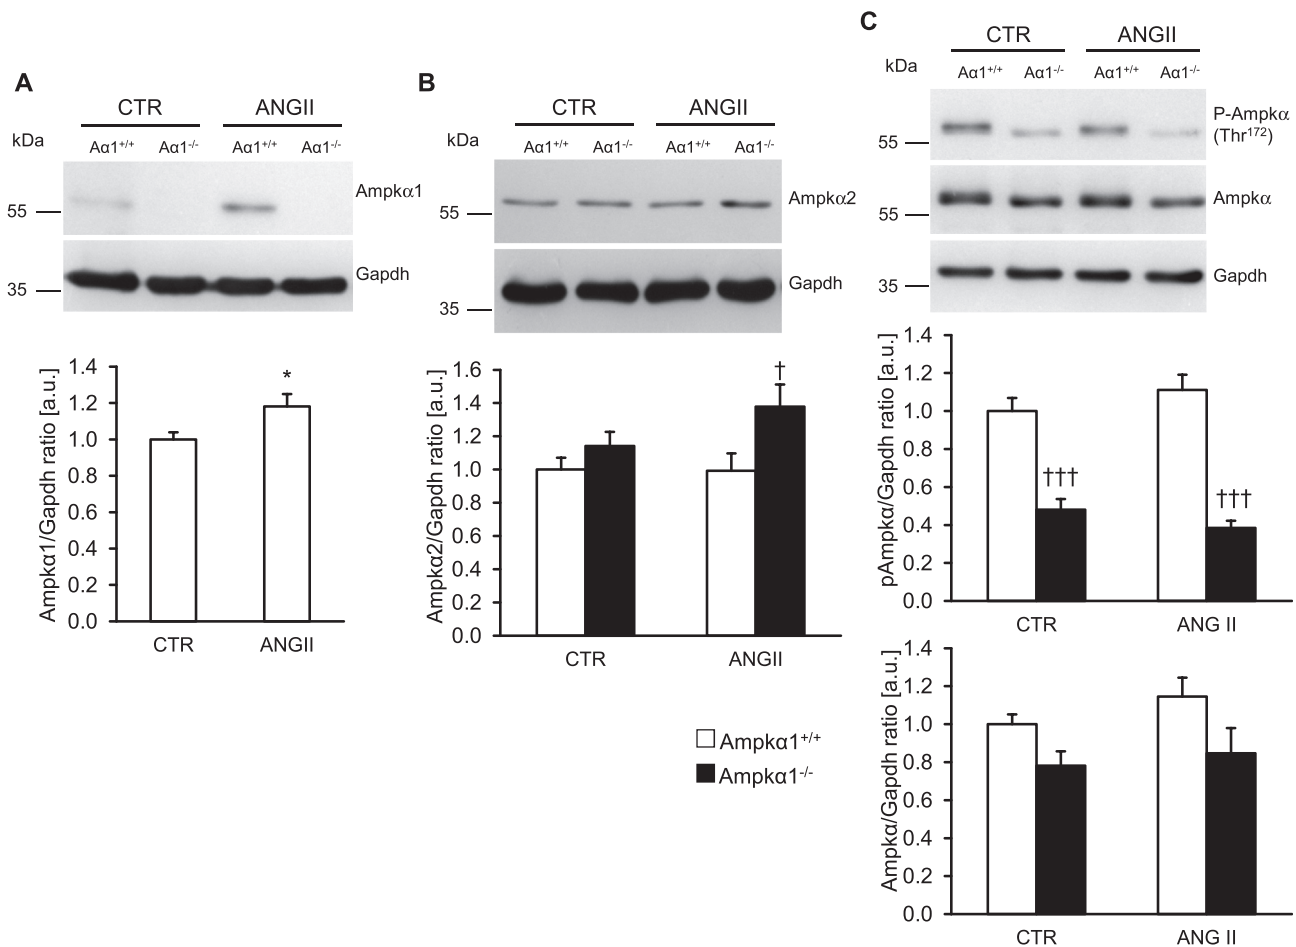 A
CTR ANGII
kDa
Aα1+/+ Aα1-/- Aα1+/+ Aα1-/-
Ampkα1
55
Gapdh
35
Ampkα1/Gapdh ratio [a.u.]
1.4
1.2
1.0
0.8
0.6
0.4
0.2
0.0
*
CTR ANGII
B
CTR ANGII
kDa
Aα1+/+ Aα1-/- Aα1+/+ Aα1-/-
Ampkα2
55
Gapdh
35
Ampkα2/Gapdh ratio [a.u.]
1.6
1.4
1.2
1.0
0.8
0.6
0.4
0.2
0.0
†
CTR ANGII
Ampkα1+/+
Ampkα1-/-
C
CTR ANGII
kDa
Aα1+/+ Aα1-/- Aα1+/+ Aα1-/-
P-Ampkα
(Thr172)
55
Ampkα
55
Gapdh
35
pAmpkα/Gapdh ratio [a.u.]
1.4
1.2
1.0
0.8
0.6
0.4
0.2
0.0
††† †††
CTR ANG II
Ampkα/Gapdh ratio [a.u.]
1.4
1.2
1.0
0.8
0.6
0.4
0.2
0.0
CTR ANG II